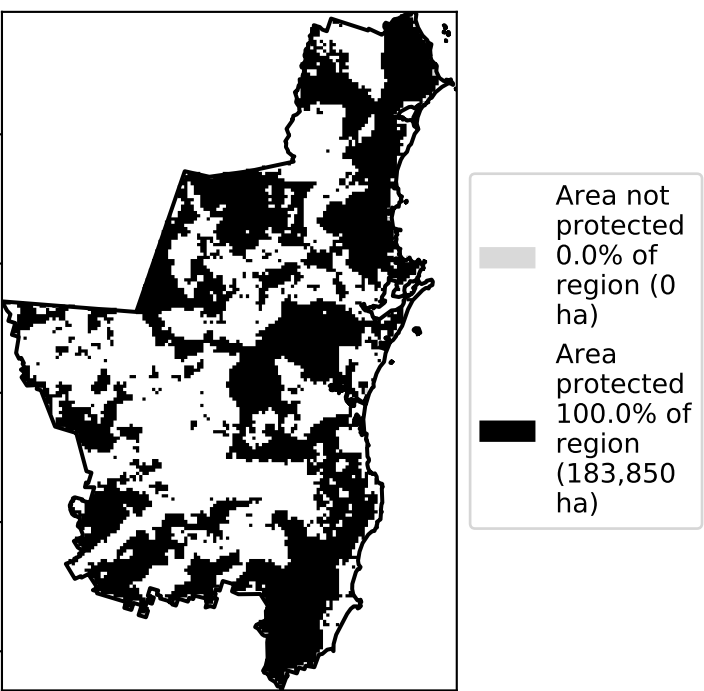 Area not
protected
0.0% of
region (0
ha)
Area
protected
100.0% of
region
(183,850
ha)